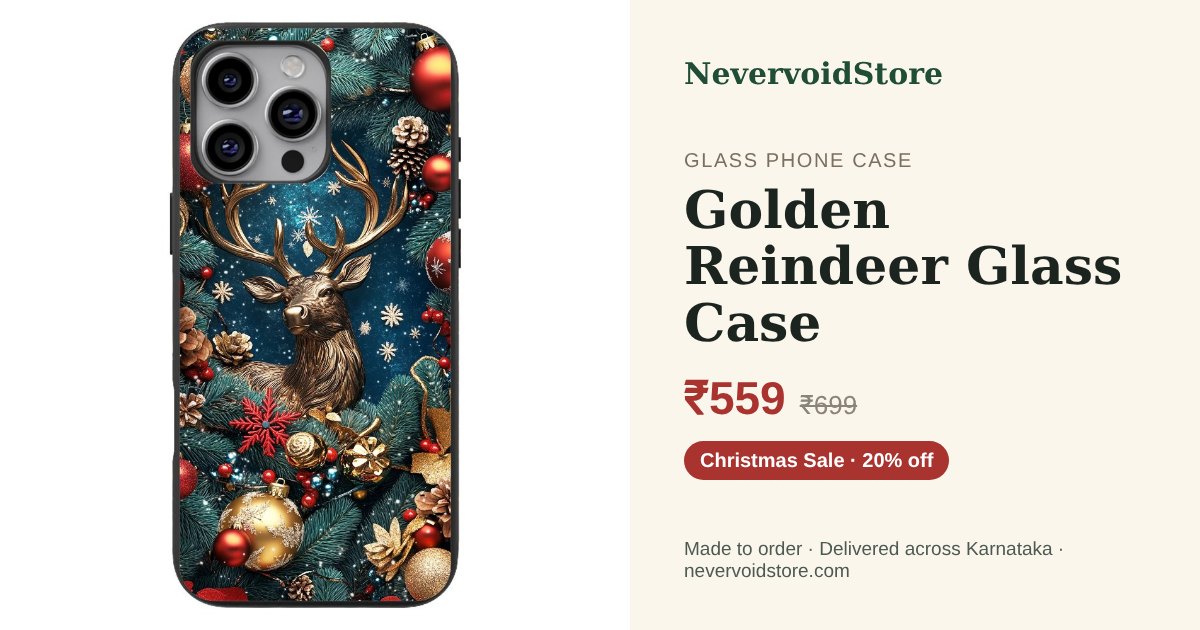 NevervoidStore
GLASS PHONE CASE
Golden
Reindeer Glass
Case
₹559 ₹699
Christmas Sale · 20% off
Made to order · Delivered across Karnataka ·
nevervoidstore.com